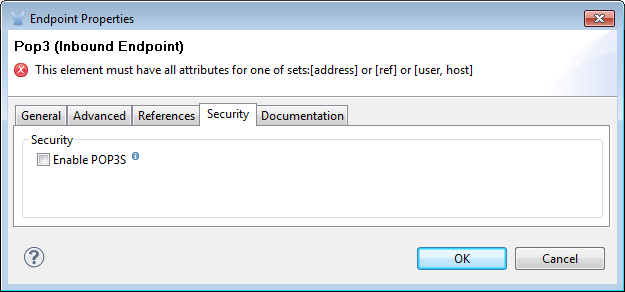 Endpoint Properties
Pop3 (Inbound Endpoint)
This element must have all attributes for one of sets:[address] or [ref] or [user, host]
General Advanced References Security Documentation
Security
Enable POP3S
OK Cancel